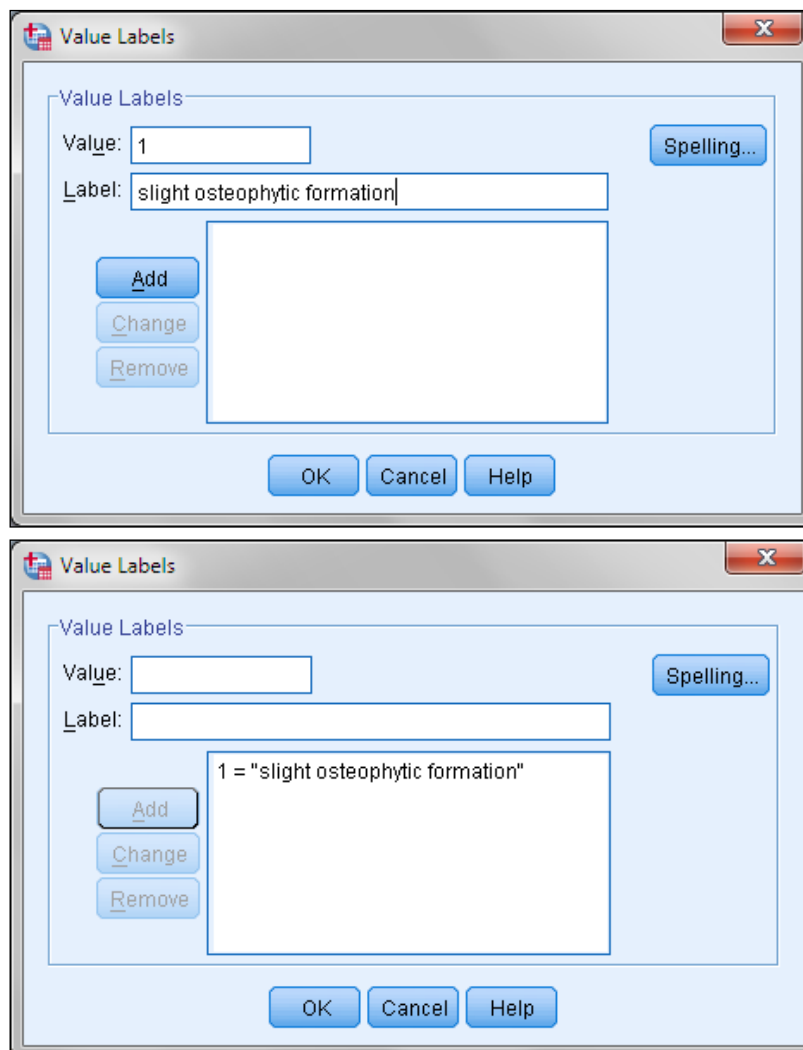 Value Labels
Value Labels
Value: 1
Spelling...
Label: slight osteophytic formation
Add
Change
Remove
OK Cancel Help
Value Labels
Value Labels
Value:
Spelling...
Label:
1 = "slight osteophytic formation"
Add
Change
Remove
OK Cancel Help